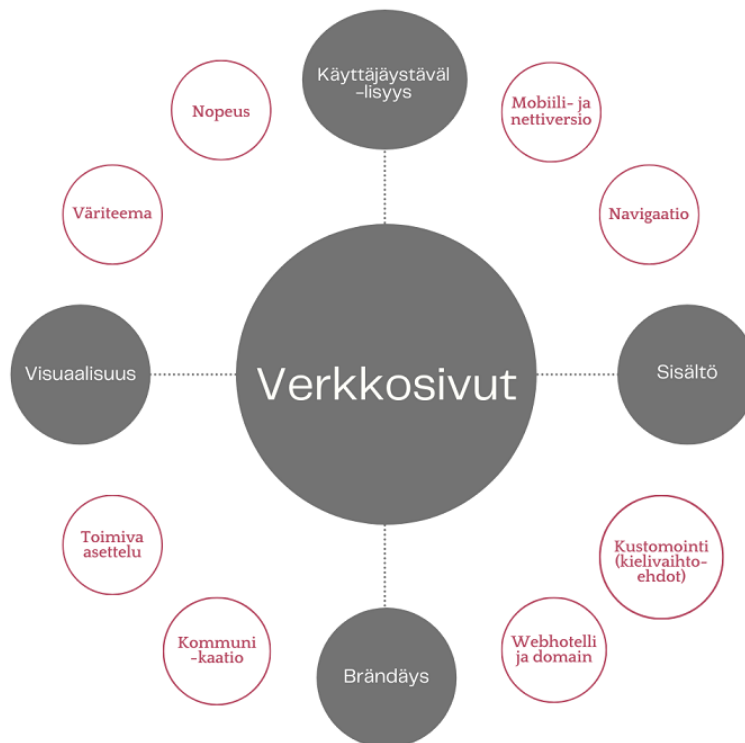 Käyttäjäystäväl
-lisyys
Nopeus
Mobiili- ja
nettiversio
Väriteema
Navigaatio
Visuaalisuus
Verkkosivut
Sisältö
Toimiva
asettelu
Kustomointi
(kielivaihto-
ehdot)
Kommuni
-kaatio
Brändäys
Webhotelli
ja domain